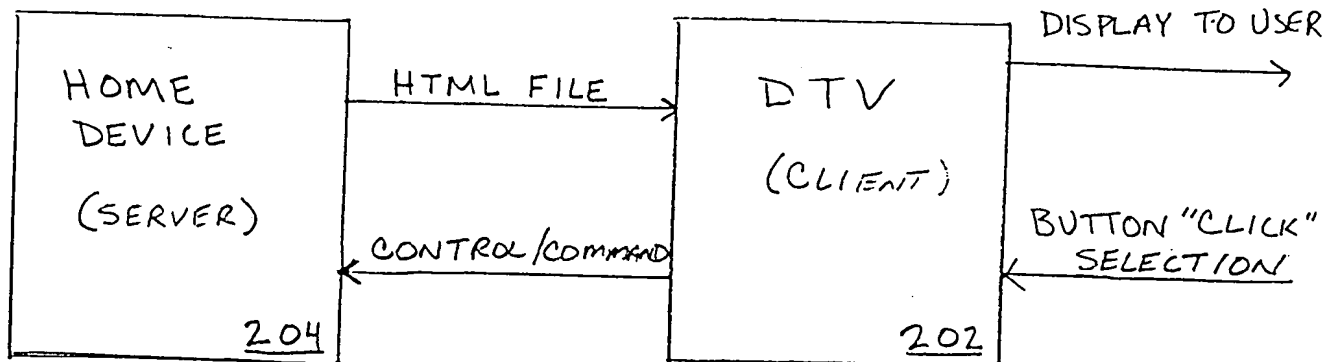 HOME
DEVICE
(SERVER)
204
HTML FILE
CONTROL/COMMAND
DTV
(CLIENT)
202
DISPLAY TO USER
BUTTON "CLICK"
SELECTION